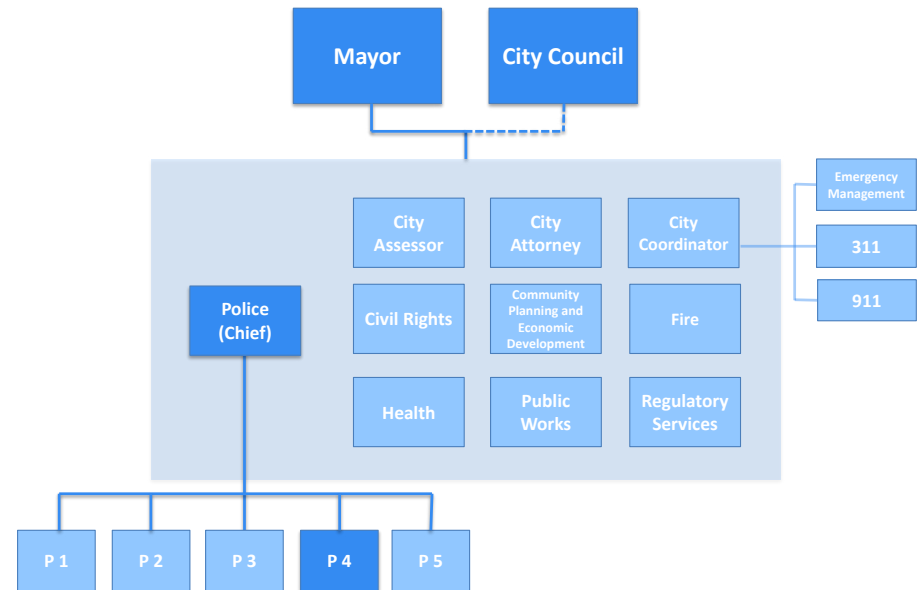 Mayor
City Council
Emergency
Management
City
Assessor
City
Attorney
City
Coordinator
311
911
Police
(Chief)
Civil Rights
Community
Planning and
Economic
Development
Fire
Health
Public
Works
Regulatory
Services
P 1
P 2
P 3
P 4
P 5